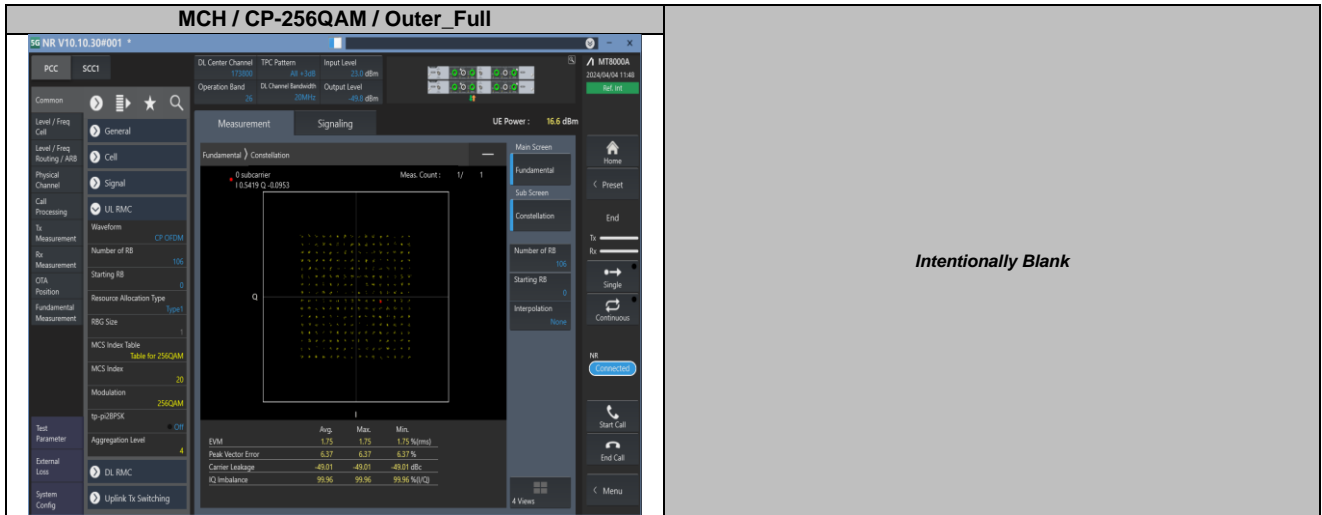 MCH / CP-256QAM / Outer_Full
SG NR V10.10.30#001 *
PCC SCC1
DL Center Channel TPC Pattern Input Level
173800 All +3dB 23.0 dBm
Operation Band DL Channel Bandwidth Output Level
26 20MHz -49.8 dBm
MT8000A
2024/04/04 11:48
Ref. Int
Common
Level / Freq
Cell
Level / Freq
Routing / ARB
Physical
Channel
Call
Processing
Tx
Measurement
Rx
Measurement
OTA
Position
Fundamental
Measurement
Test
Parameter
External
Loss
System
Config
General
Cell
Signal
UL RMC
Waveform
CP OFDM
Number of RB
106
Starting RB
0
Resource Allocation Type
Type1
RBG Size
1
MCS Index Table
Table for 256QAM
MCS Index
20
Modulation
256QAM
tp-pi2BPSK
Off
Aggregation Level
4
DL RMC
Uplink Tx Switching
Measurement Signaling
UE Power : 16.6 dBm
Fundamental Constellation
0 subcarrier Meas. Count : 1/ 1
I 0.5419 Q -0.0953
Q
I
Avg. Max. Min.
EVM 1.75 1.75 1.75 %(rms)
Peak Vector Error 6.37 6.37 6.37 %
Carrier Leakage -49.01 -49.01 -49.01 dBc
IQ Imbalance 99.96 99.96 99.96 %(I/Q)
Main Screen
Fundamental
Sub Screen
Constellation
Number of RB
106
Starting RB
0
Interpolation
None
4 Views
Home
Preset
End
Tx
Rx
Single
Continuous
NR
Connected
Start Call
End Call
Menu
Intentionally Blank